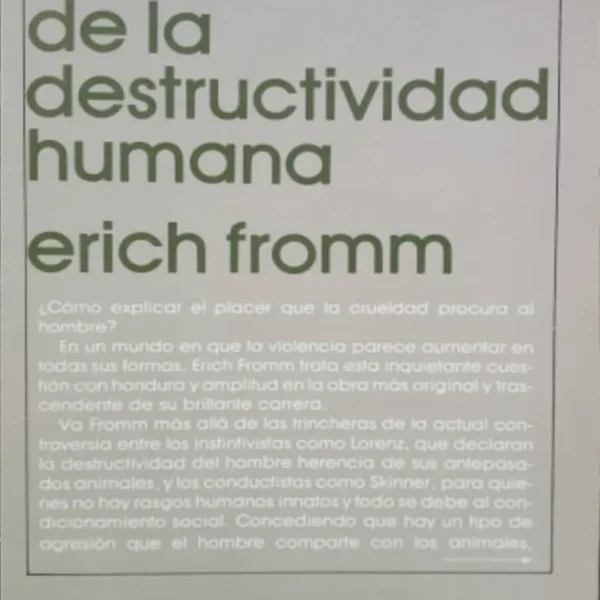 de la
destructividad
humana
erich fromm
¿Cómo explicar el placer que la crueldad procura al
hombre?
En un mundo en que la violencia parece aumentar en
todas sus formas, Erich Fromm trata esta inquietante cues-
tión con hondura y amplitud en la obra más original y tras-
cendente de su brillante carrera.
Va Fromm más allá de las trincheras de la actual con-
troversia entre los instintivistas como Lorenz, que declaran
la destructividad del hombre herencia de sus antepasa-
dos animales, y los conductistas como Skinner, para quie-
nes no hay rasgos humanos innatos y todo se debe al con-
dicionamiento social. Concediendo que hay un tipo de
agresión que el hombre comparte con los animales,